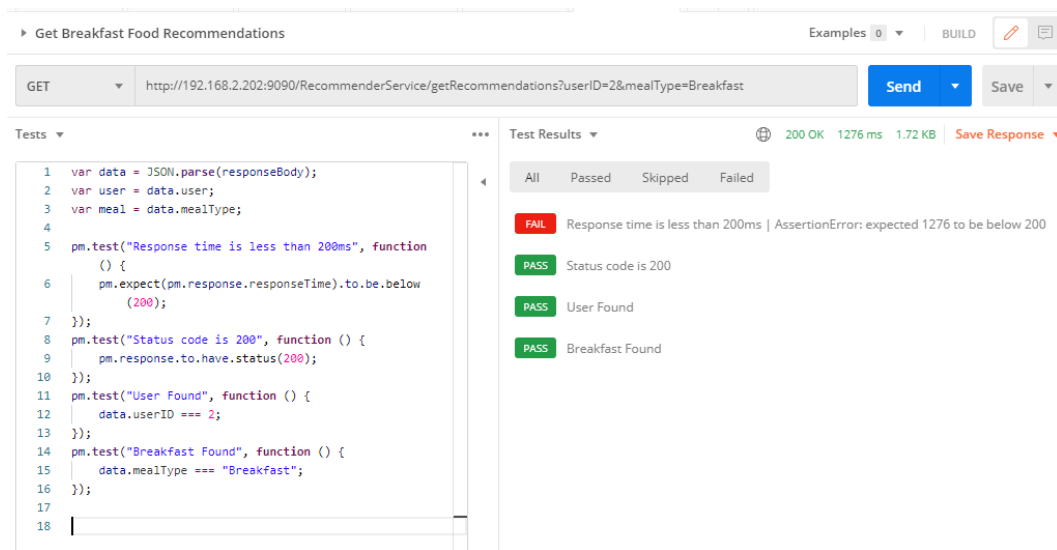 Get Breakfast Food Recommendations
Examples 0
BUILD
GET
http://192.168.2.202:9090/RecommenderService/getRecommendations?userID=2&mealType=Breakfast
Send
Save
Tests
1 var data = JSON.parse(responseBody);
2 var user = data.user;
3 var meal = data.mealType;
4
5 pm.test("Response time is less than 200ms", function
() {
6 pm.expect(pm.response.responseTime).to.be.below
(200);
7 });
8 pm.test("Status code is 200", function () {
9 pm.response.to.have.status(200);
10 });
11 pm.test("User Found", function () {
12 data.userID === 2;
13 });
14 pm.test("Breakfast Found", function () {
15 data.mealType === "Breakfast";
16 });
17
18
Test Results
200 OK 1276 ms 1.72 KB Save Response
All Passed Skipped Failed
FAIL Response time is less than 200ms | AssertionError: expected 1276 to be below 200
PASS Status code is 200
PASS User Found
PASS Breakfast Found